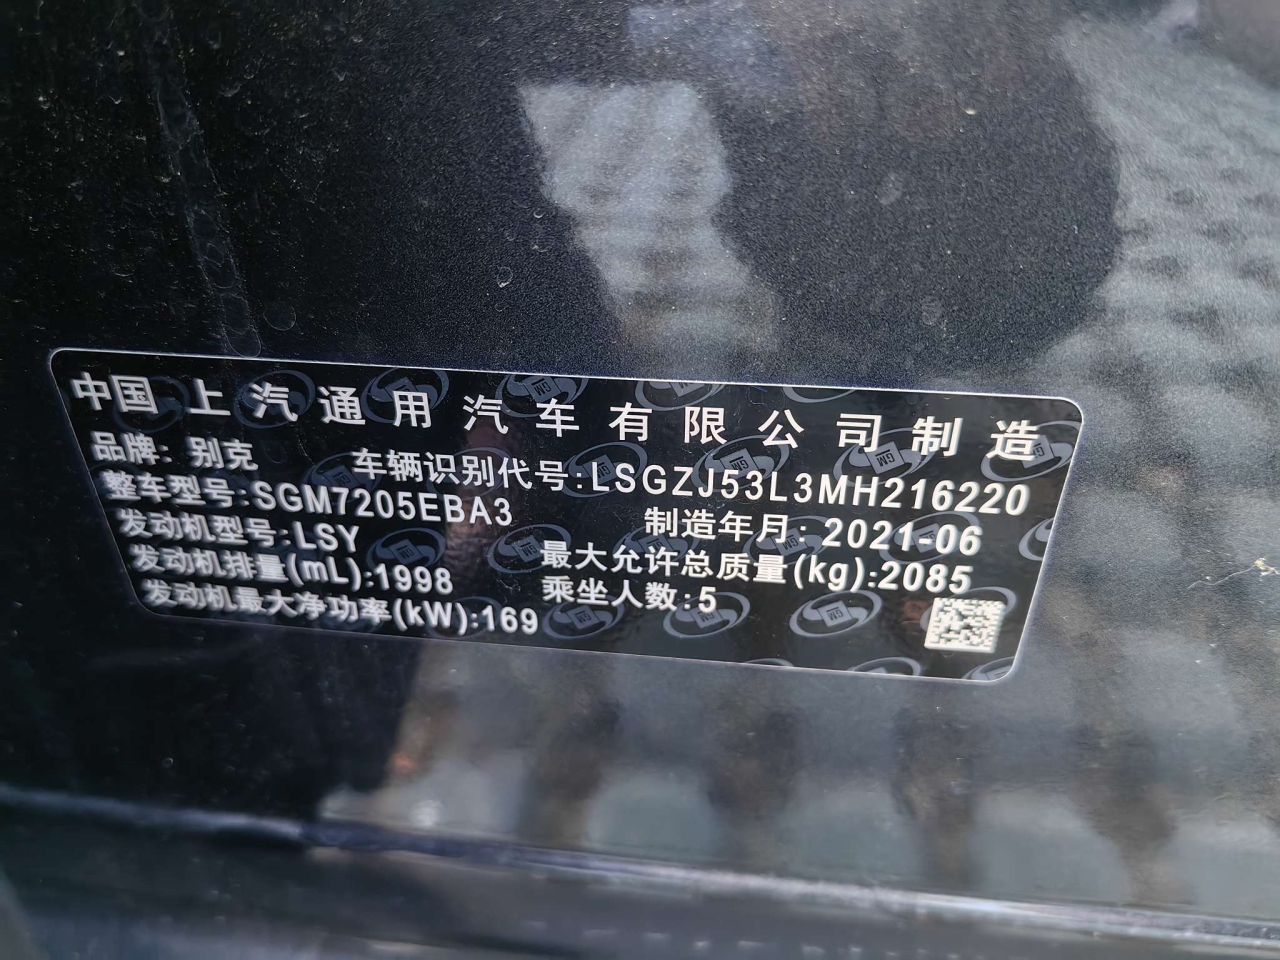 中国上汽通用汽车有限公司制造
品牌: 别克 车辆识别代号:LSGZJ53L3MH216220
整车型号:SGM7205EBA3 制造年月: 2021-06
发动机型号:LSY 最大允许总质量(kg):2085
发动机排量(mL):1998 乘坐人数:5
发动机最大净功率(kW):169